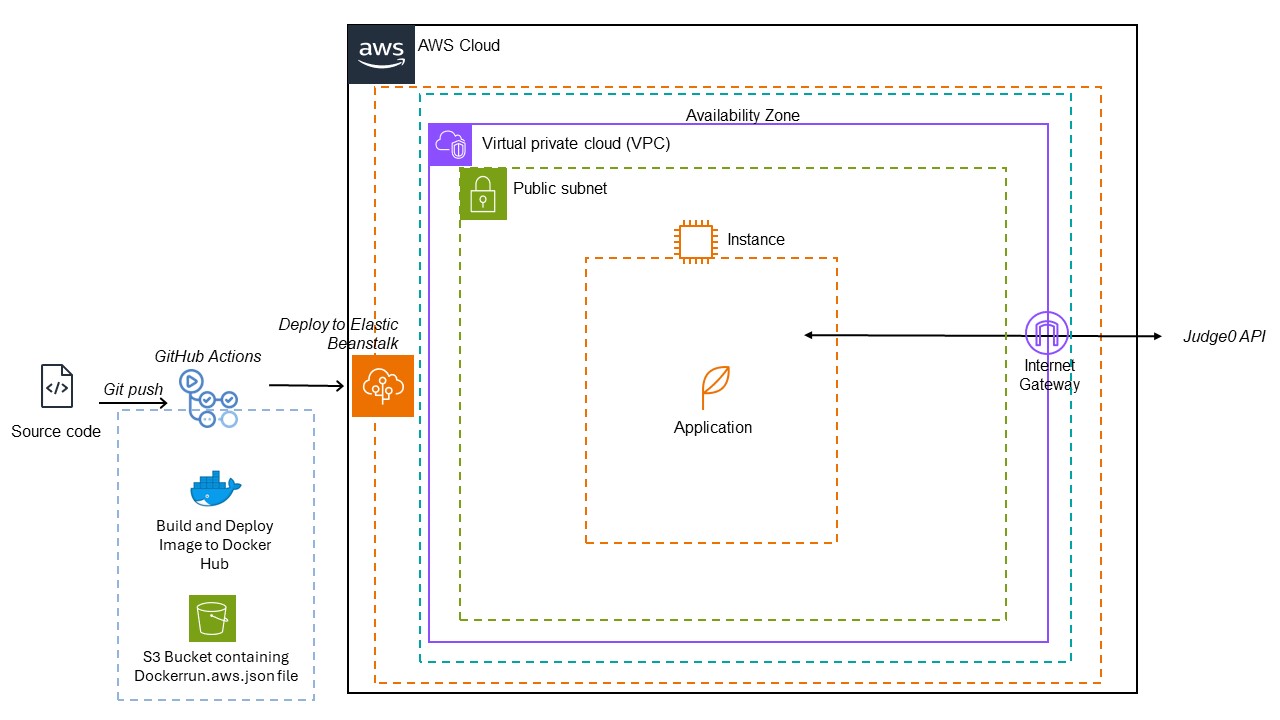 aws
AWS Cloud
Availability Zone
Virtual private cloud (VPC)
Public subnet
Instance
Deploy to Elastic
Beanstalk
Judge0 API
GitHub Actions
Internet
Gateway
Git push
</>
Source code
Application
Build and Deploy
Image to Docker
Hub
S3 Bucket containing
Dockerrun.aws.json file